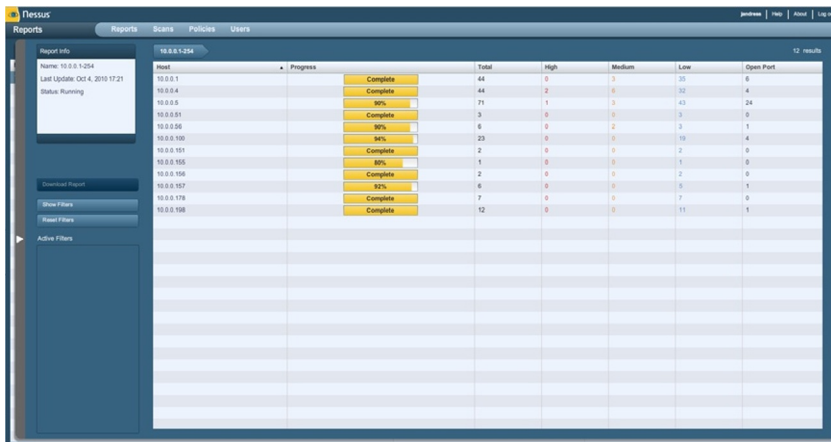 Nessus
jandress | Help | About | Log o
Reports
Reports Scans Policies Users
Report Info
Name: 10.0.0.1-254
Last Update: Oct 4, 2010 17:21
Status: Running
Download Report
Show Filters
Reset Filters
Active Filters
10.0.0.1-254
12 results
Host Progress Total High Medium Low Open Port
10.0.0.1 Complete 44 0 3 35 6
10.0.0.4 Complete 44 2 6 32 4
10.0.0.5 90% 71 1 3 43 24
10.0.0.51 Complete 3 0 0 3 0
10.0.0.56 90% 6 0 2 3 1
10.0.0.100 94% 23 0 0 19 4
10.0.0.151 Complete 2 0 0 2 0
10.0.0.155 80% 1 0 0 1 0
10.0.0.156 Complete 2 0 0 2 0
10.0.0.157 92% 6 0 0 5 1
10.0.0.178 Complete 7 0 0 7 0
10.0.0.198 Complete 12 0 0 11 1